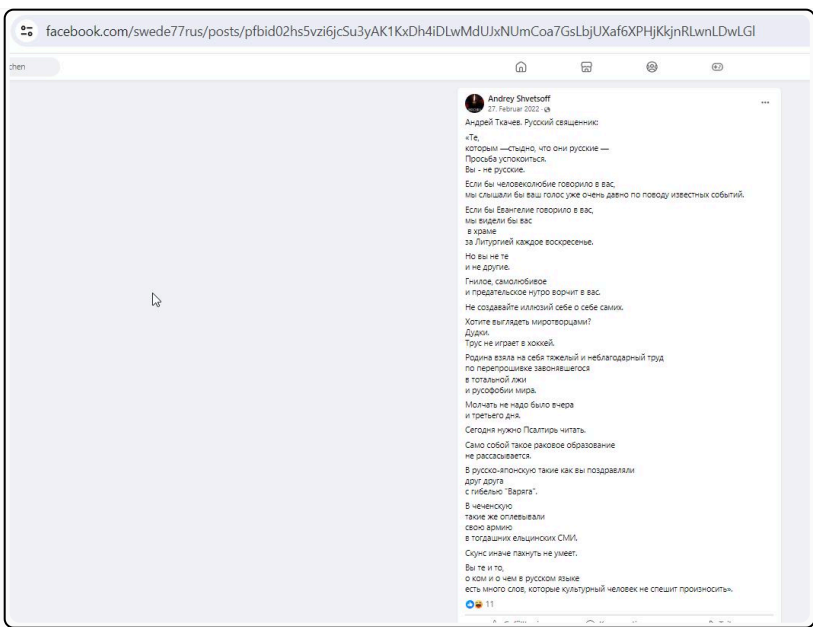 facebook.com/swede77rus/posts/pfbid02hs5vzi6jcSu3yAK1KxDh4iDLwMdUJxNUmCoa7GsLbjUXaf6XPHjKkjnRLwnLDwLGl
chen
Andrey Shvetsoff
27. Februar 2022 ·
Андрей Ткачев. Русский священник:
«Те,
которым —стыдно, что они русские —
Просьба успокоиться.
Вы - не русские.
Если бы человеколюбие говорило в вас,
мы слышали бы ваш голос уже очень давно по поводу известных событий.
Если бы Евангелие говорило в вас,
мы видели бы вас
в храме
за Литургией каждое воскресенье.
Но вы не те
и не другие.
Гнилое, самолюбивое
и предательское нутро ворчит в вас.
Не создавайте иллюзий себе о себе самих.
Хотите выглядеть миротворцами?
Дудки.
Трус не играет в хоккей.
Родина взяла на себя тяжелый и неблагодарный труд
по перепрошивке завонявшегося
в тотальной лжи
и русофобии мира.
Молчать не надо было вчера
и третьего дня.
Сегодня нужно Псалтирь читать.
Само собой такое раковое образование
не рассасывается.
В русско-японскую такие как вы поздравляли
друг друга
с гибелью "Варяга".
В чеченскую
такие же оплевывали
свою армию
в тогдашних ельцинских СМИ.
Скунс иначе пахнуть не умеет.
Вы те и то,
о ком и о чем в русском языке
есть много слов, которые культурный человек не спешит произносить».
11